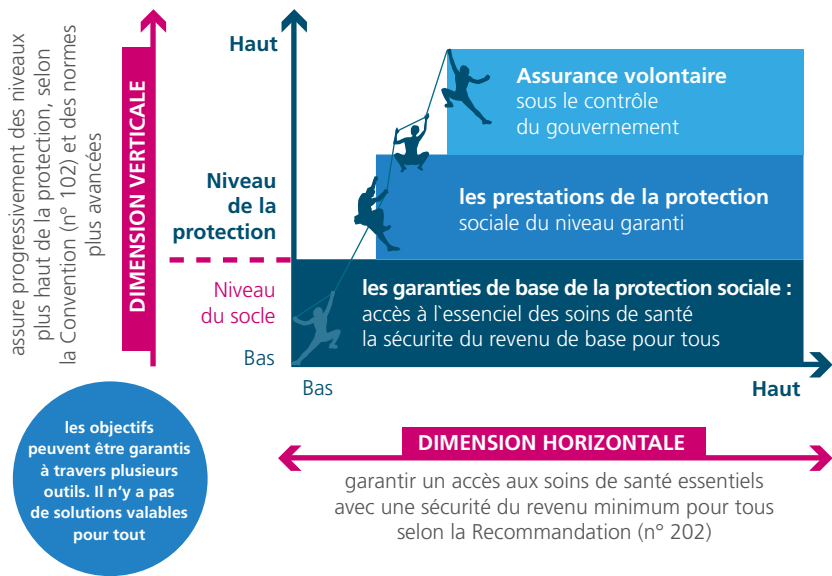 assure progressivement des niveaux
plus haut de la protection, selon
la Convention (n° 102) et des normes
plus avancées
DIMENSION VERTICALE
Haut
Niveau
de la
protection
Niveau
du socle
Bas
Assurance volontaire
sous le contrôle
du gouvernement
les prestations de la protection
sociale du niveau garanti
les garanties de base de la protection sociale :
accès à l`essenciel des soins de santé
la sécurite du revenu de base pour tous
Bas
Haut
les objectifs
peuvent être garantis
à travers plusieurs
outils. Il n’y a pas
de solutions valables
pour tout
DIMENSION HORIZONTALE
garantir un accès aux soins de santé essentiels
avec une sécurité du revenu minimum pour tous
selon la Recommandation (n° 202)